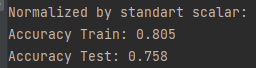 Normalized by standart scalar:
Accuracy Train: 0.805
Accuracy Test: 0.758